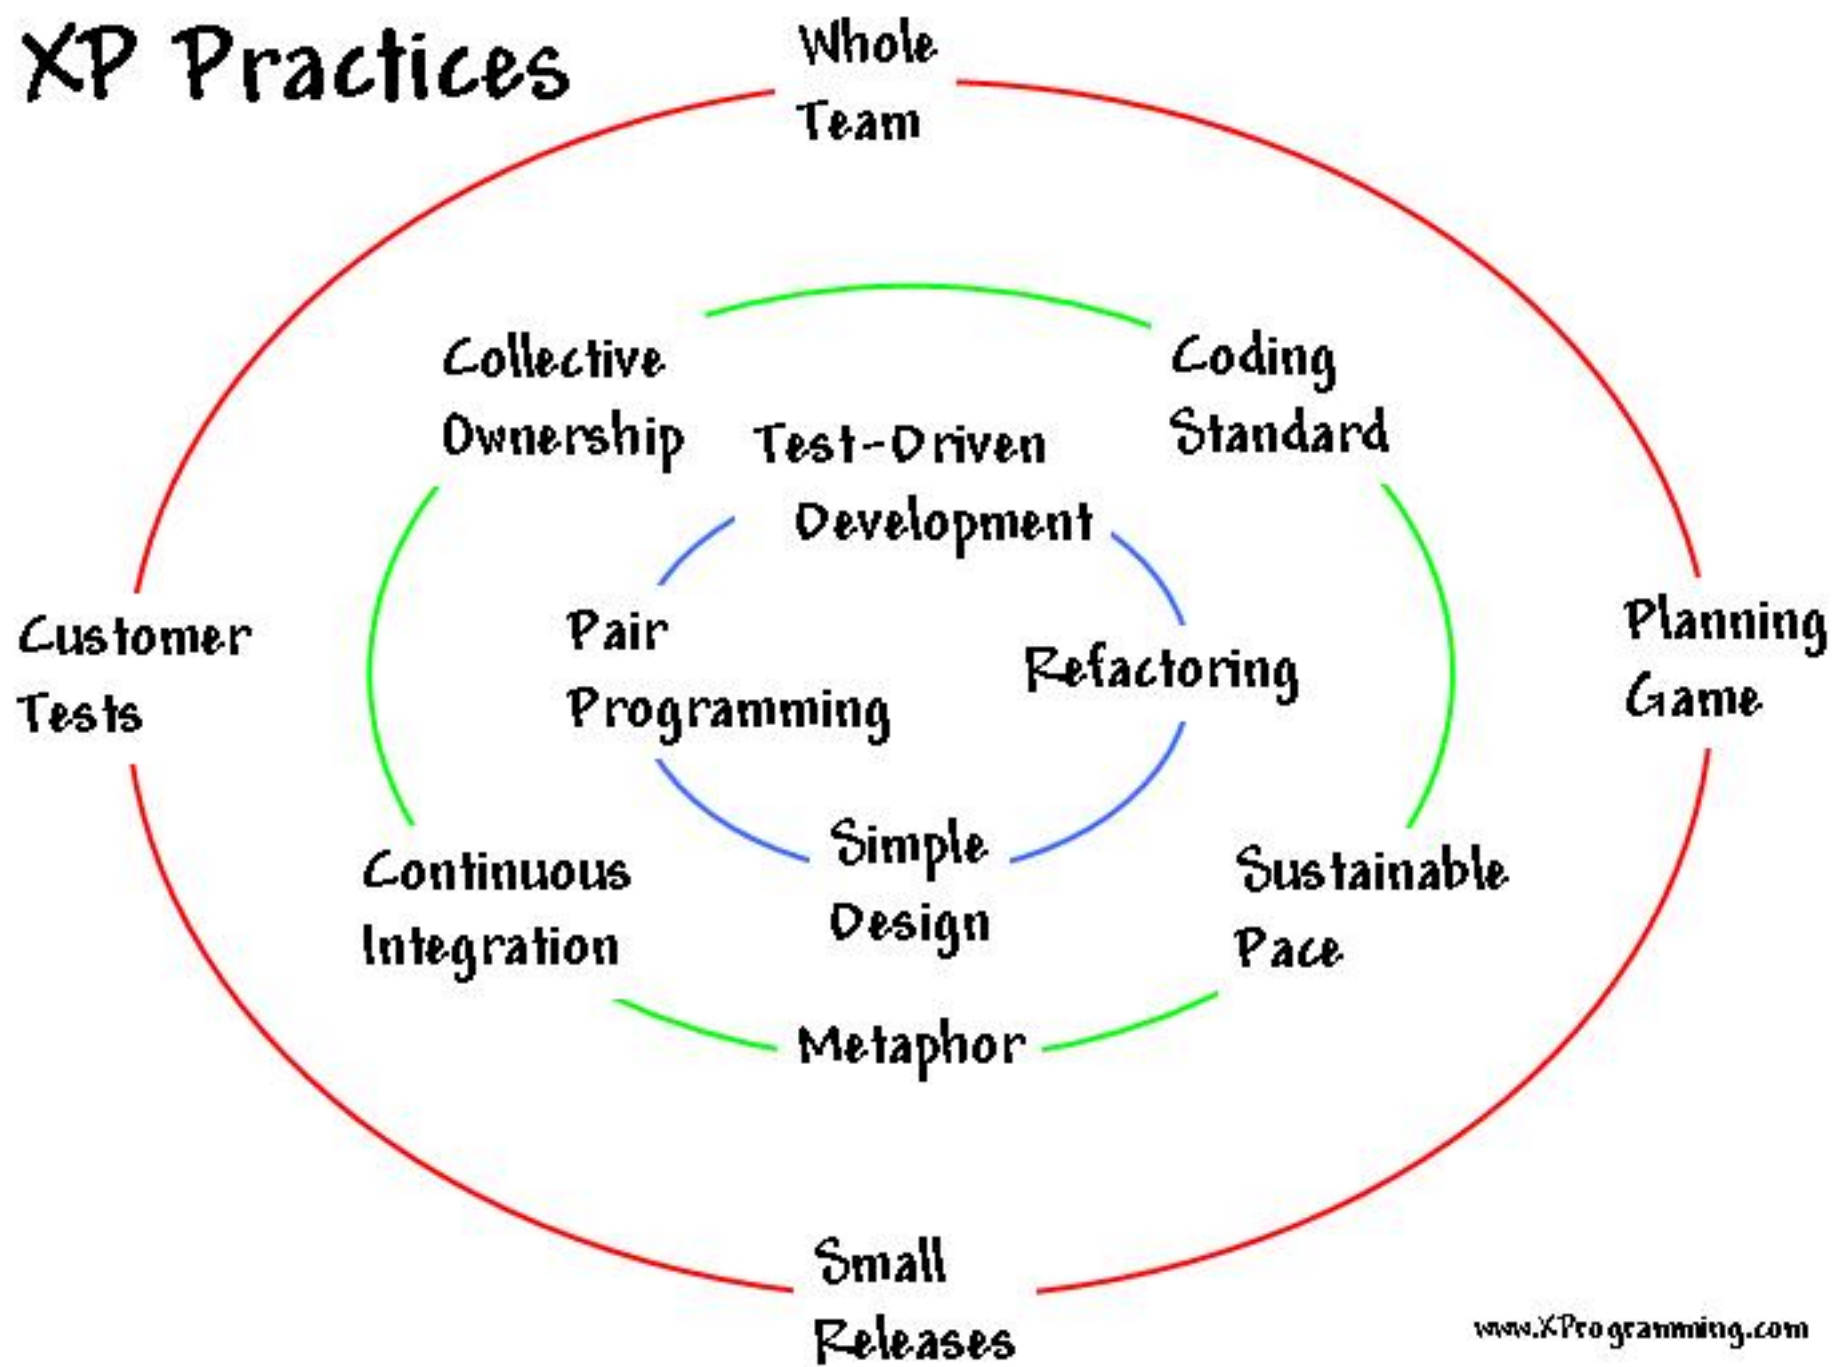 XP Practices
Whole
Team
Collective
Ownership
Coding
Standard
Test-Driven
Development
Customer
Tests
Pair
Programming
Refactoring
Planning
Game
Continuous
Integration
Simple
Design
Sustainable
Pace
Metaphor
Small
Releases
www.XProgramming.com